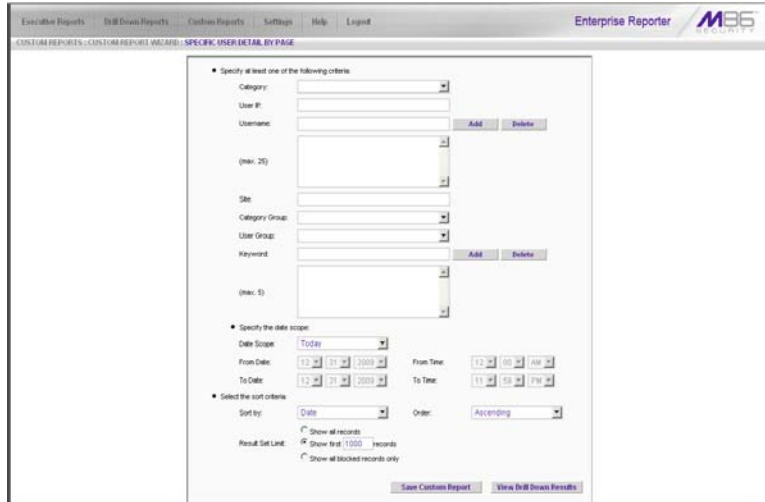 Executive Reports Drill Down Reports Custom Reports Settings Help Logout Enterprise Reporter M86 SECURITY
CUSTOM REPORTS : CUSTOM REPORT WIZARD : SPECIFIC USER DETAIL BY PAGE
Specify at least one of the following criteria:
Category:
User IP:
Username: Add Delete
(max. 25)
Site:
Category Group:
User Group:
Keyword: Add Delete
(max. 5)
Specify the date scope:
Date Scope: Today
From Date: 12 31 2009 From Time: 12 00 AM
To Date: 12 31 2009 To Time: 11 59 PM
Select the sort criteria:
Sort by: Date Order: Ascending
Show all records
Result Set Limit: Show first 1000 records
Show all blocked records only
Save Custom Report View Drill Down Results